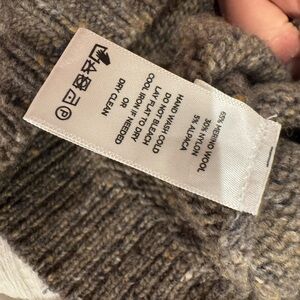 65% MERINO WOOL
30% NYLON
5% ALPACA
HAND WASH COLD
DO NOT BLEACH
LAY FLAT TO DRY
COOL IRON IF NEEDED
OR
DRY CLEAN
P